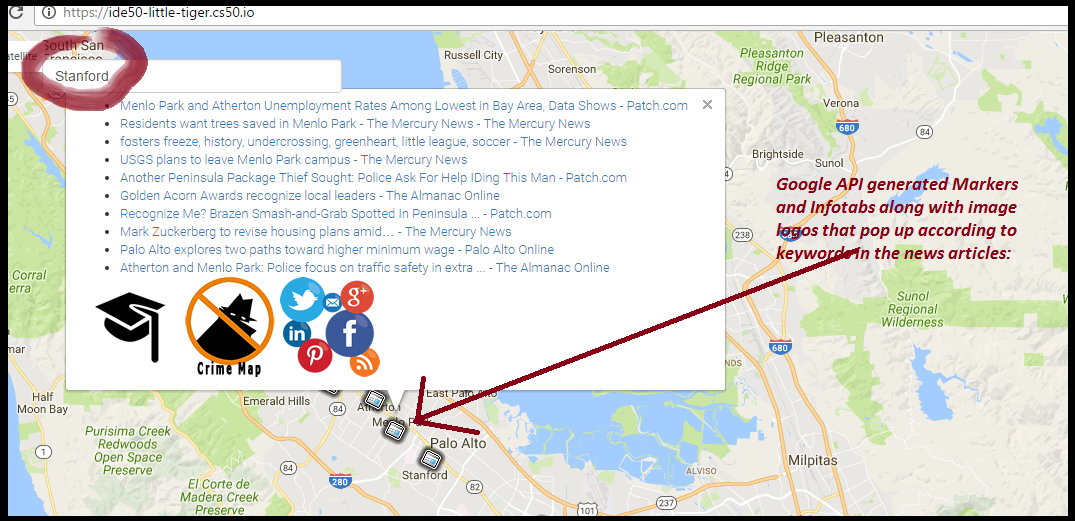 https://ide50-little-tiger.cs50.io
South San
Francisco
Stanford
Russell City
Sorenson
Pleasanton
Pleasanton
Ridge
Regional Park
Verona
680
84
Brightside
Sunol
Menlo Park and Atherton Unemployment Rates Among Lowest in Bay Area, Data Shows - Patch.com
Residents want trees saved in Menlo Park - The Mercury News - The Mercury News
fosters freeze, history, undercrossing, greenheart, little league, soccer - The Mercury News
USGS plans to leave Menlo Park campus - The Mercury News
Another Peninsula Package Thief Sought: Police Ask For Help IDing This Man - Patch.com
Golden Acorn Awards recognize local leaders - The Almanac Online
Recognize Me? Brazen Smash-and-Grab Spotted In Peninsula ... - Patch.com
Mark Zuckerberg to revise housing plans amid… - The Mercury News
Palo Alto explores two paths toward higher minimum wage - Palo Alto Online
Atherton and Menlo Park: Police focus on traffic safety in extra ... - The Almanac Online
Crime Map
in
f
g+
Google API generated Markers
and Infotabs along with image
logos that pop up according to
keywords in the news articles:
238
Corral
Sunol
Regional
Wilderness
680
mar
Half
Moon Bay
Emerald Hills
84
Atherton
East Palo Alto
Palo Alto
Stanford
Purisima Creek
Redwoods
Open Space
Preserve
1
84
280
El Corte de
Madera Creek
Preserve
82
101
237
ALVISO
Milpitas